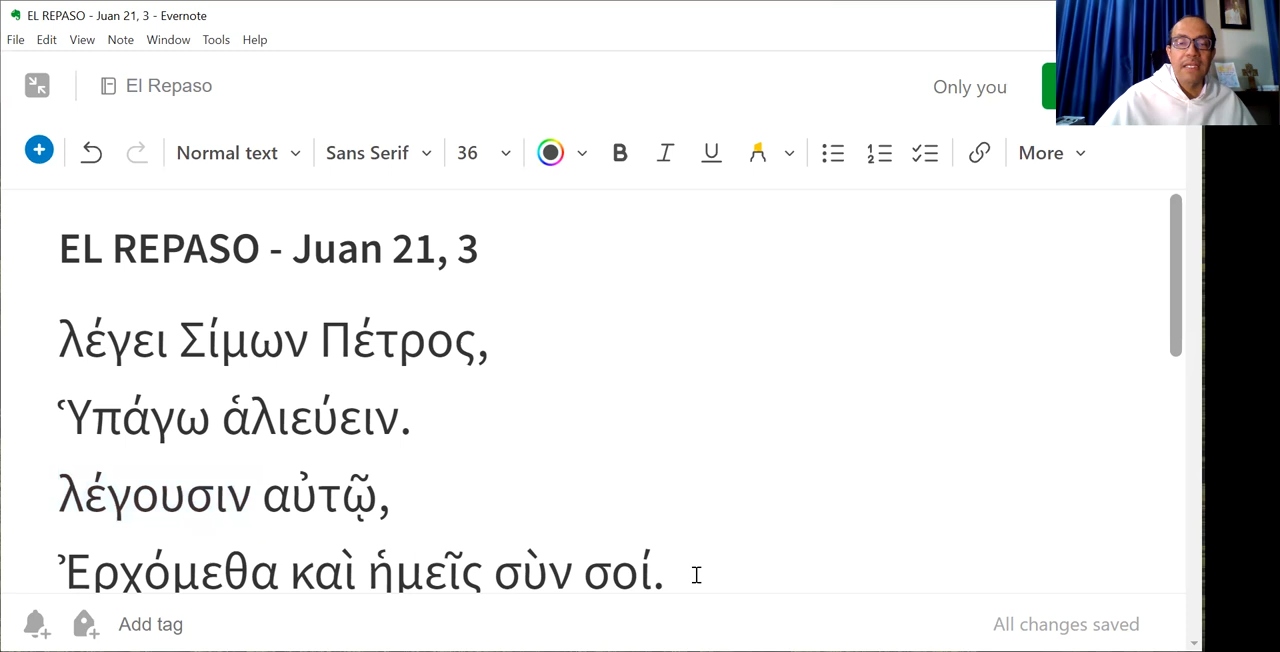 EL REPASO - Juan 21, 3 - Evernote
File Edit View Note Window Tools Help
El Repaso
Only you
Normal text Sans Serif 36 B I U More
EL REPASO - Juan 21, 3
λέγει Σίμων Πέτρος,
Ὑπάγω ἁλιεύειν.
λέγουσιν αὐτῷ,
Ἐρχόμεθα καὶ ἡμεῖς σὺν σοί.
Add tag
All changes saved